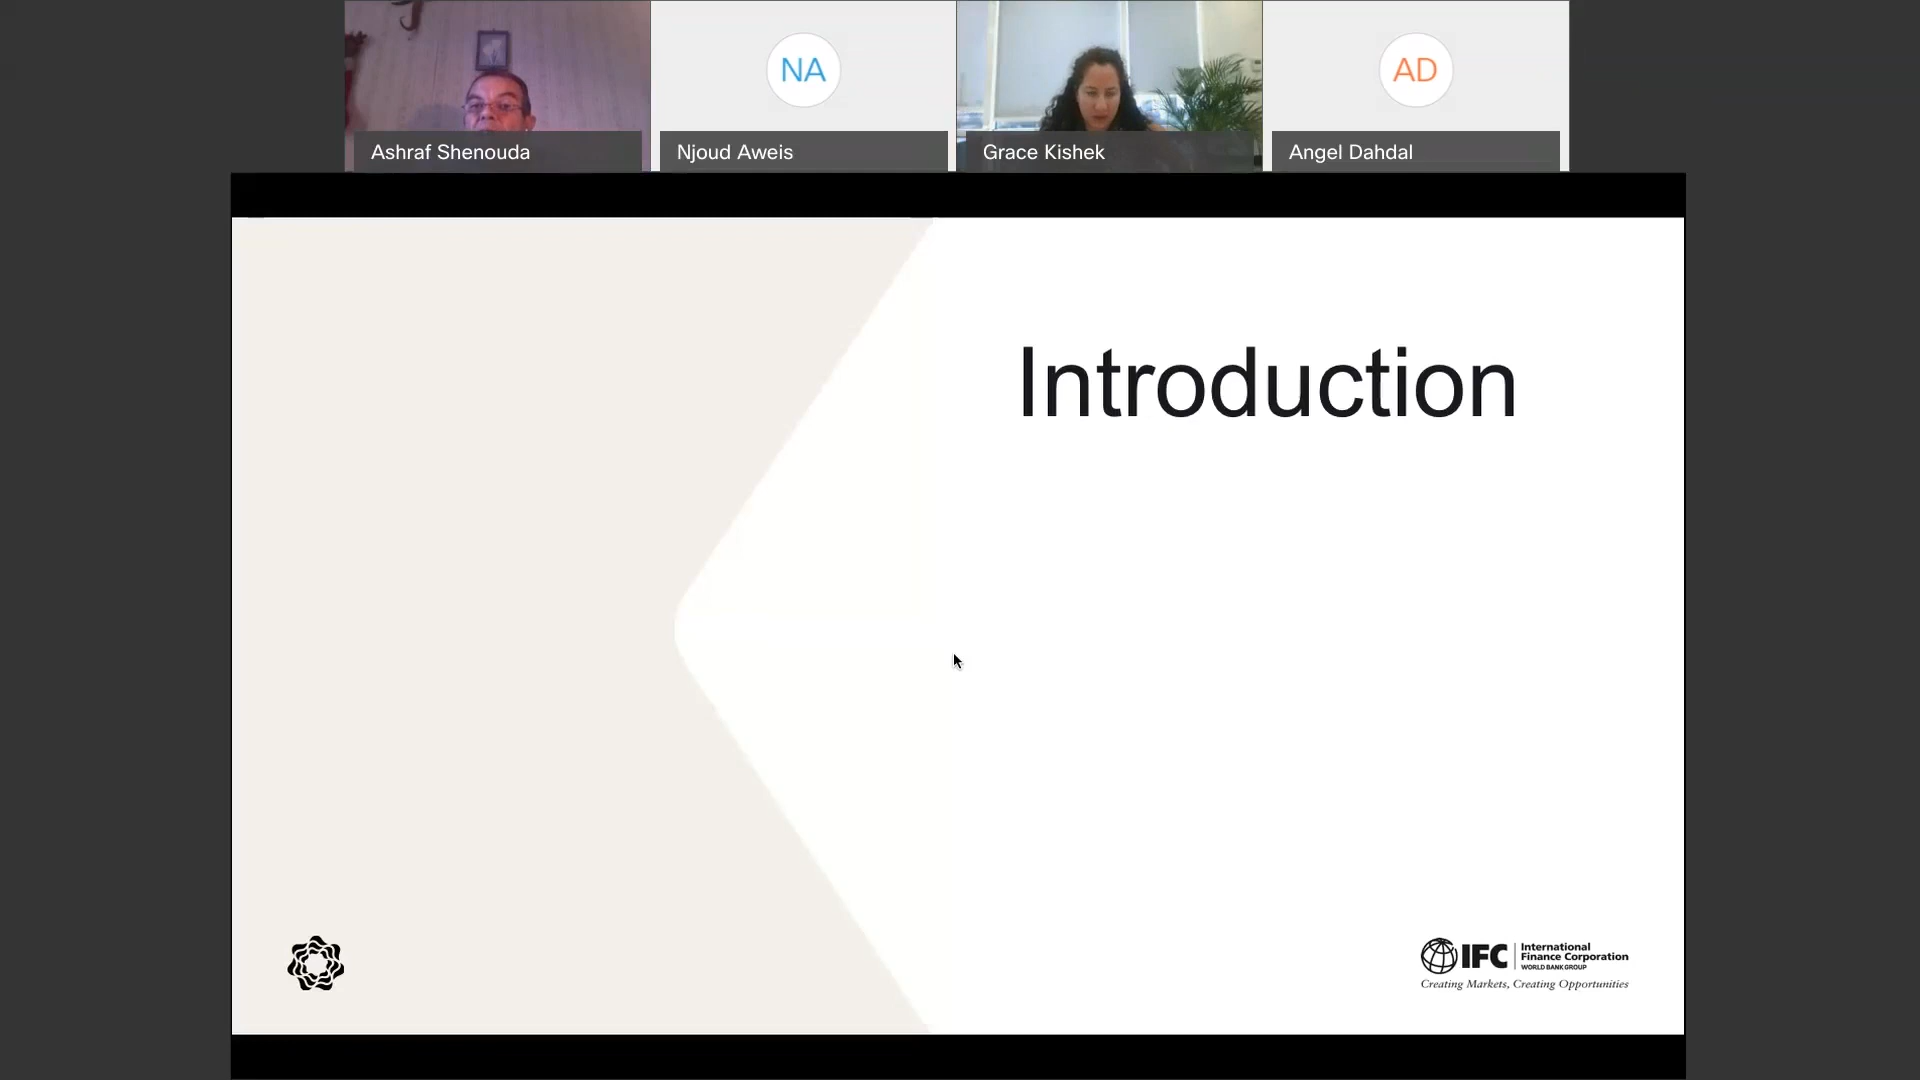 Ashraf Shenouda
NA
Njoud Aweis
Grace Kishek
AD
Angel Dahdal
Introduction
IFC
International
Finance Corporation
WORLD BANK GROUP
Creating Markets, Creating Opportunities